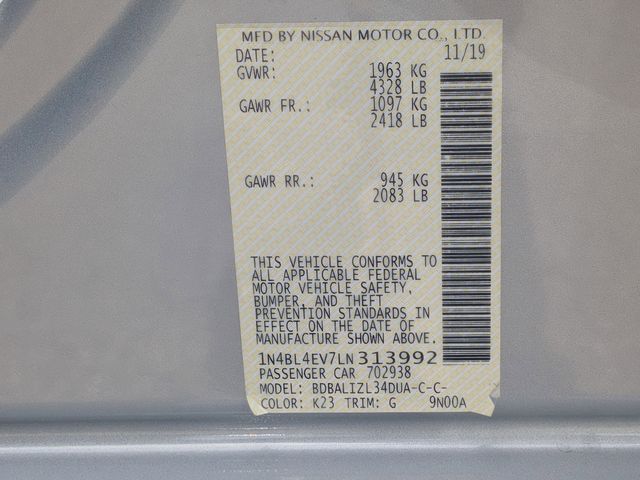 MFD BY NISSAN MOTOR CO., LTD.
DATE: 11/19
GVWR: 1963 KG
4328 LB
GAWR FR.: 1097 KG
2418 LB
GAWR RR.: 945 KG
2083 LB
THIS VEHICLE CONFORMS TO
ALL APPLICABLE FEDERAL
MOTOR VEHICLE SAFETY,
BUMPER, AND THEFT
PREVENTION STANDARDS IN
EFFECT ON THE DATE OF
MANUFACTURE SHOWN ABOVE.
1N4BL4EV7LN313992
PASSENGER CAR 702938
MODEL: BDBALIZL34DUA-C-C-
COLOR: K23 TRIM: G 9N00A